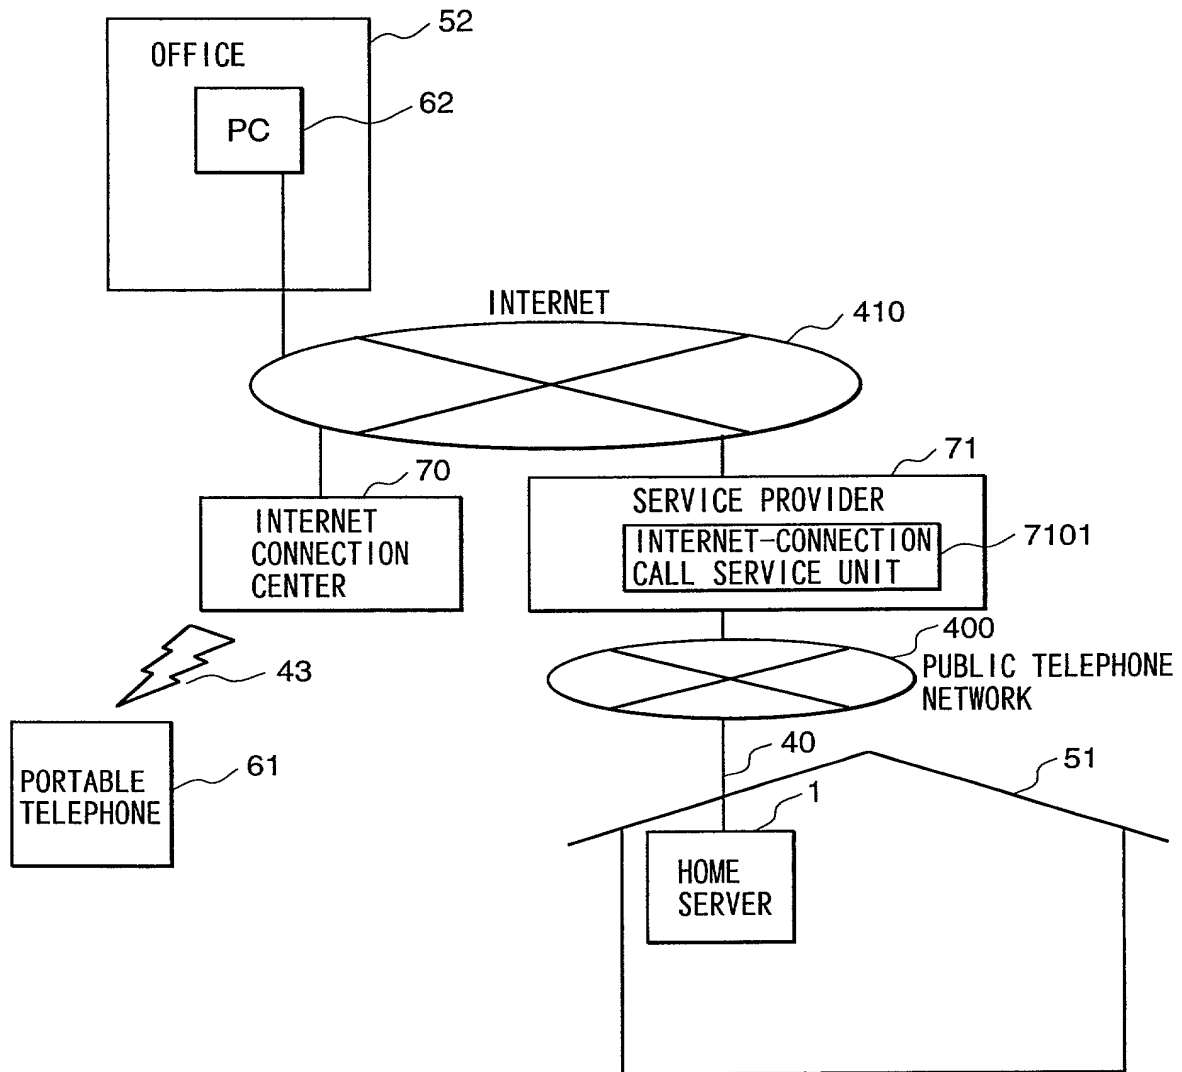 52
OFFICE
62
PC
INTERNET
410
70
71
INTERNET
CONNECTION
CENTER
SERVICE PROVIDER
INTERNET-CONNECTION
CALL SERVICE UNIT
7101
400
PUBLIC TELEPHONE
NETWORK
43
61
PORTABLE
TELEPHONE
40
51
1
HOME
SERVER